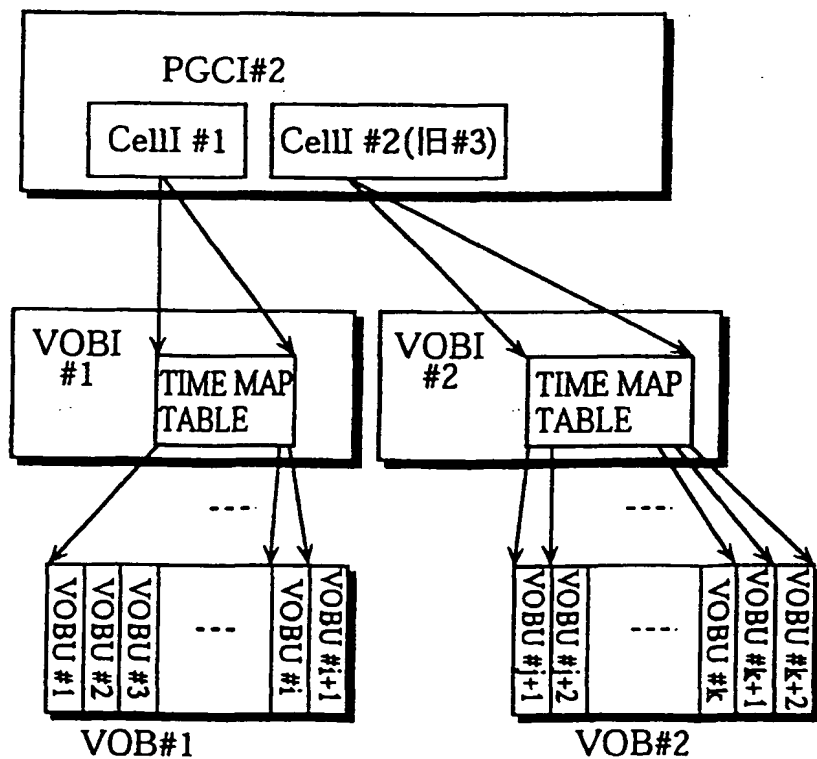 PGCI#2
CellI #1
CellI #2(旧#3)
VOBI
#1
TIME MAP
TABLE
VOBI
#2
TIME MAP
TABLE
VOBU #1
VOBU #2
VOBU #3
VOBU #i
VOBU #i+1
VOB#1
VOBU #j+1
VOBU #j+2
VOBU #k
VOBU #k+1
VOBU #k+2
VOB#2